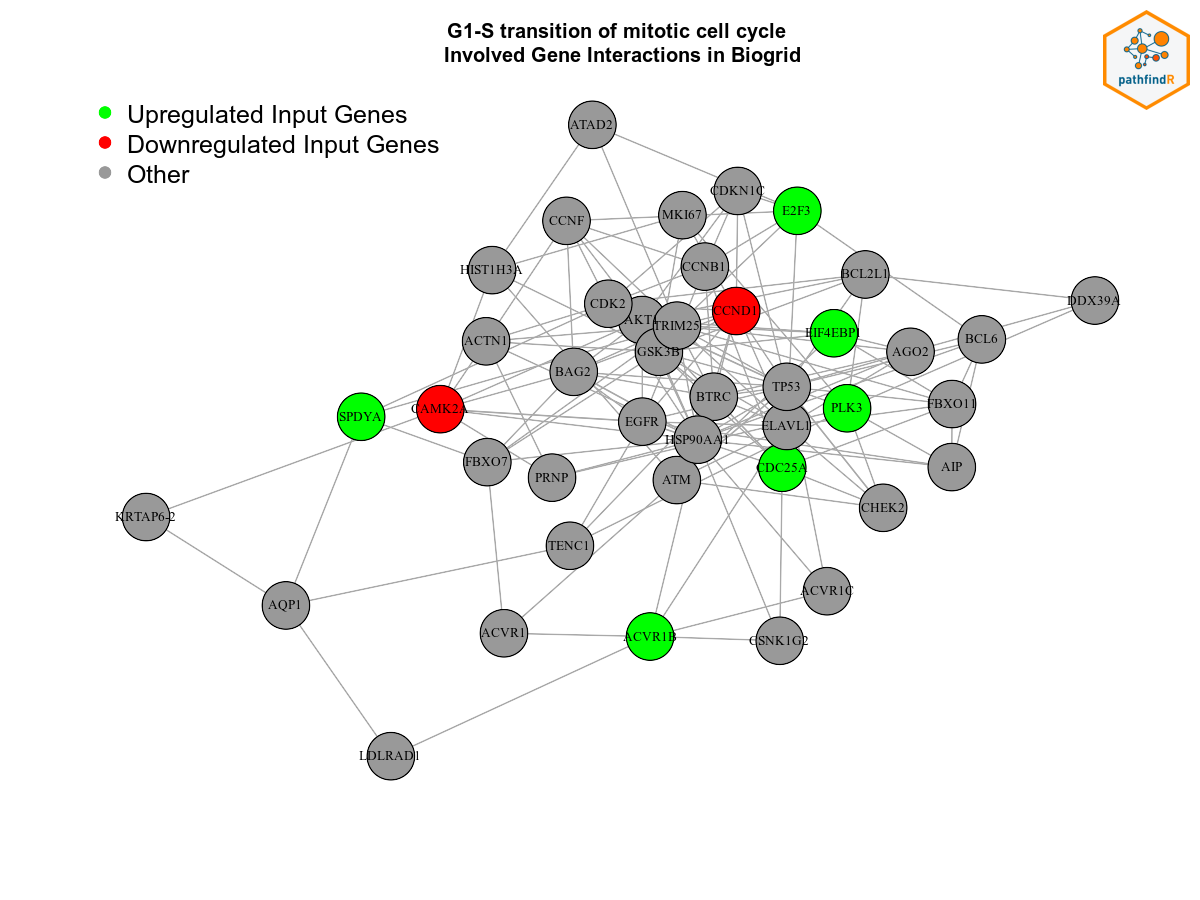 G1-S transition of mitotic cell cycle
Involved Gene Interactions in Biogrid
pathfindR
Upregulated Input Genes
Downregulated Input Genes
Other
ATAD2
CDKN1C
MKI67
E2F3
CCNF
CCNB1
HIST1H3A
BCL2L1
DDX39A
CDK2
CCND1
AKT1
TRIM25
EIF4EBP1
ACTN1
BCL6
GSK3B
AGO2
BAG2
TP53
BTRC
FBXO11
CAMK2A
PLK3
SPDYA
EGFR
ELAVL1
HSP90AA1
FBXO7
CDC25A
AIP
PRNP
ATM
CHEK2
KRTAP6-2
TENC1
ACVR1C
AQP1
ACVR1
ACVR1B
CSNK1G2
LDLRAD1